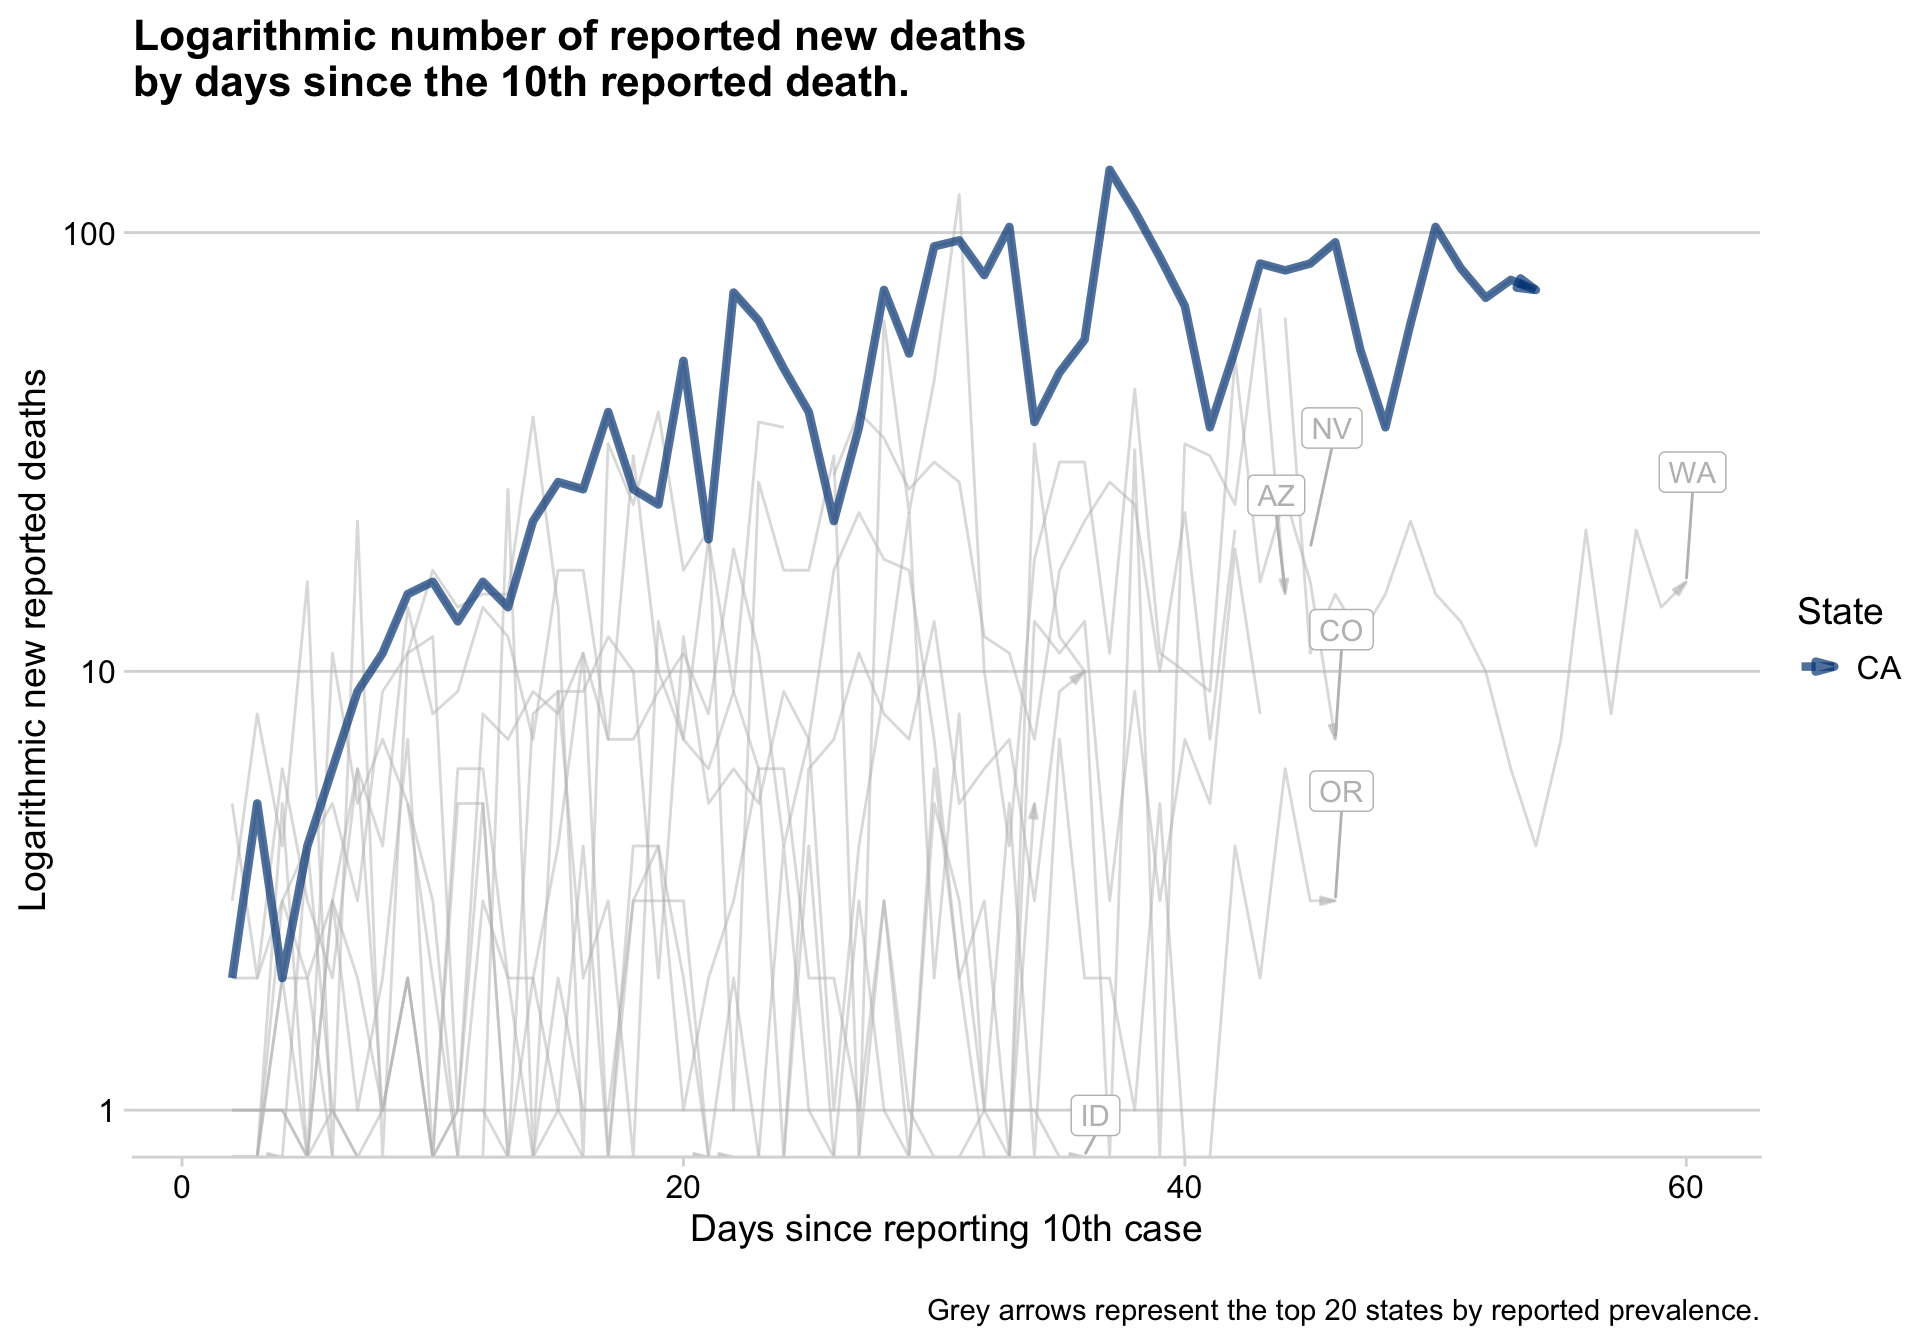 Logarithmic number of reported new deaths
by days since the 10th reported death.
Logarithmic new reported deaths
100
10
1
NV
AZ
WA
CO
OR
ID
State
CA
0 20 40 60
Days since reporting 10th case
Grey arrows represent the top 20 states by reported prevalence.